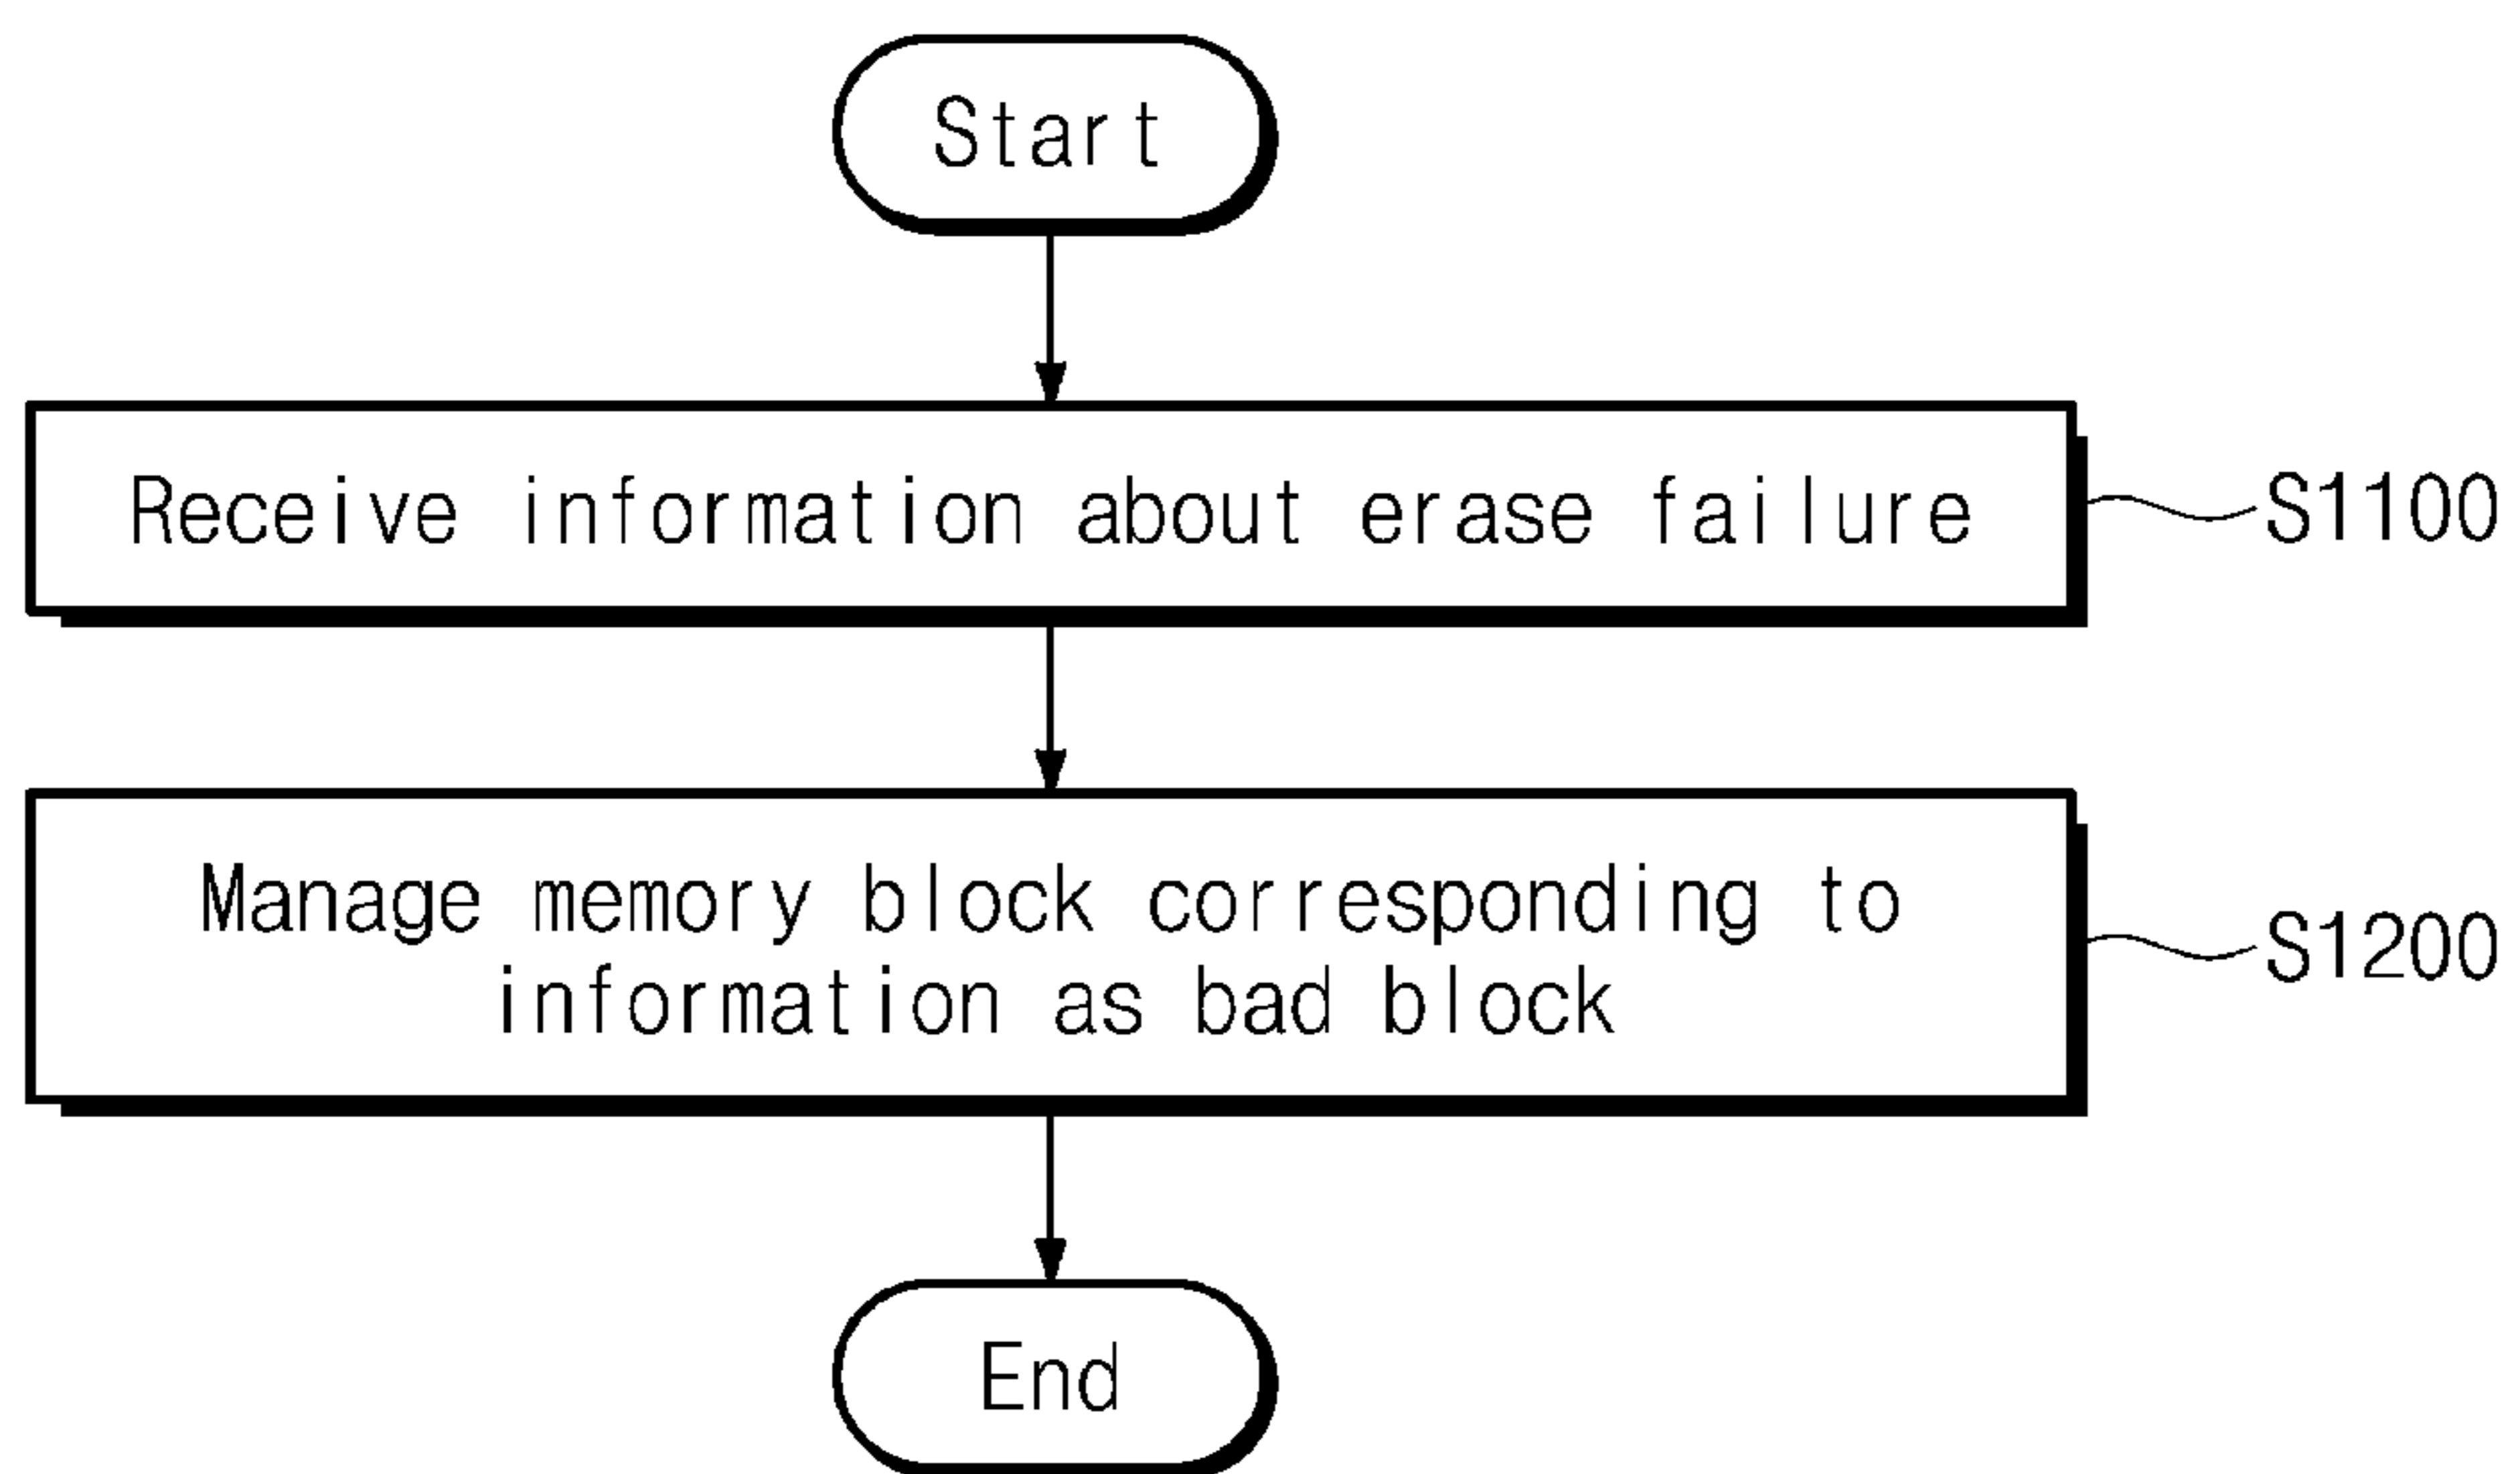 Start
Receive information about erase failure
S1100
Manage memory block corresponding to
information as bad block
S1200
End